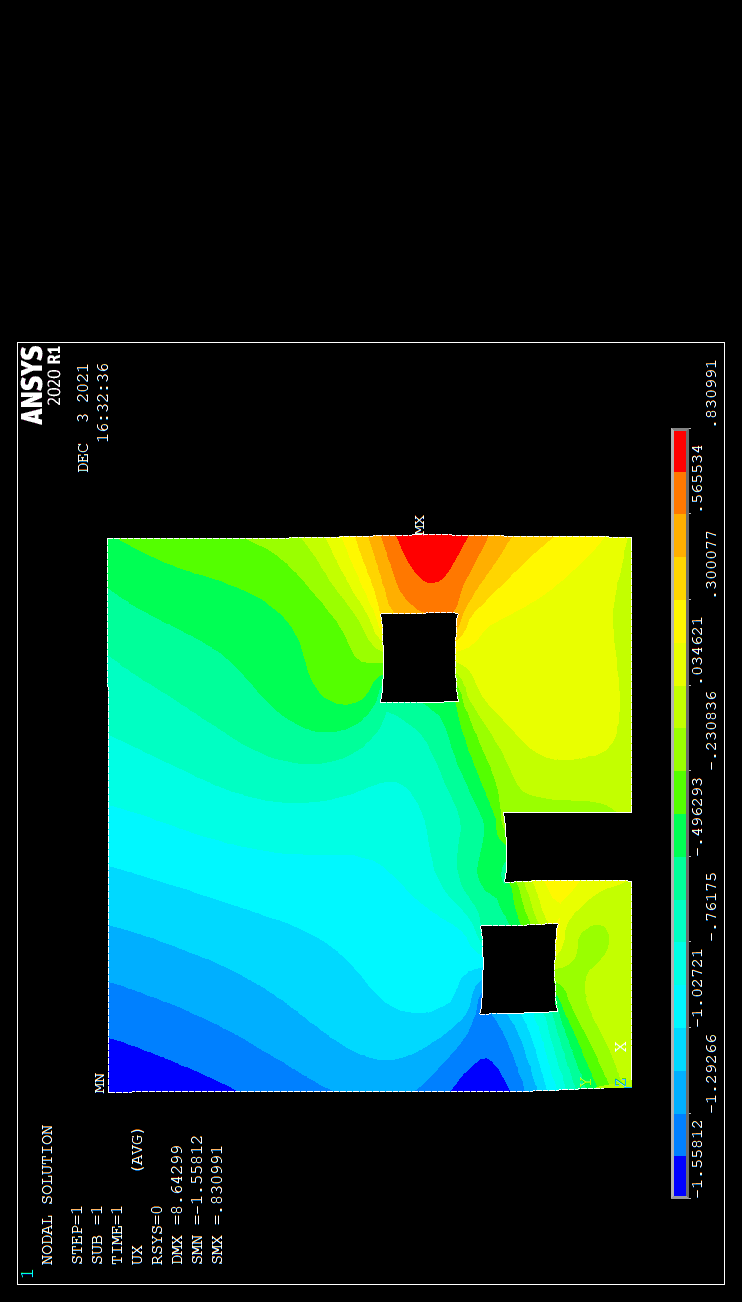 1
NODAL SOLUTION
STEP=1
SUB =1
TIME=1
UX (AVG)
RSYS=0
DMX =8.64299
SMN =-1.55812
SMX =.830991
ANSYS
2020 R1
DEC 3 2021
16:32:36
MN
MX
Y
Z X
-1.55812
-1.29266
-1.02721
-.76175
-.496293
-.230836
.034621
.300077
.565534
.830991